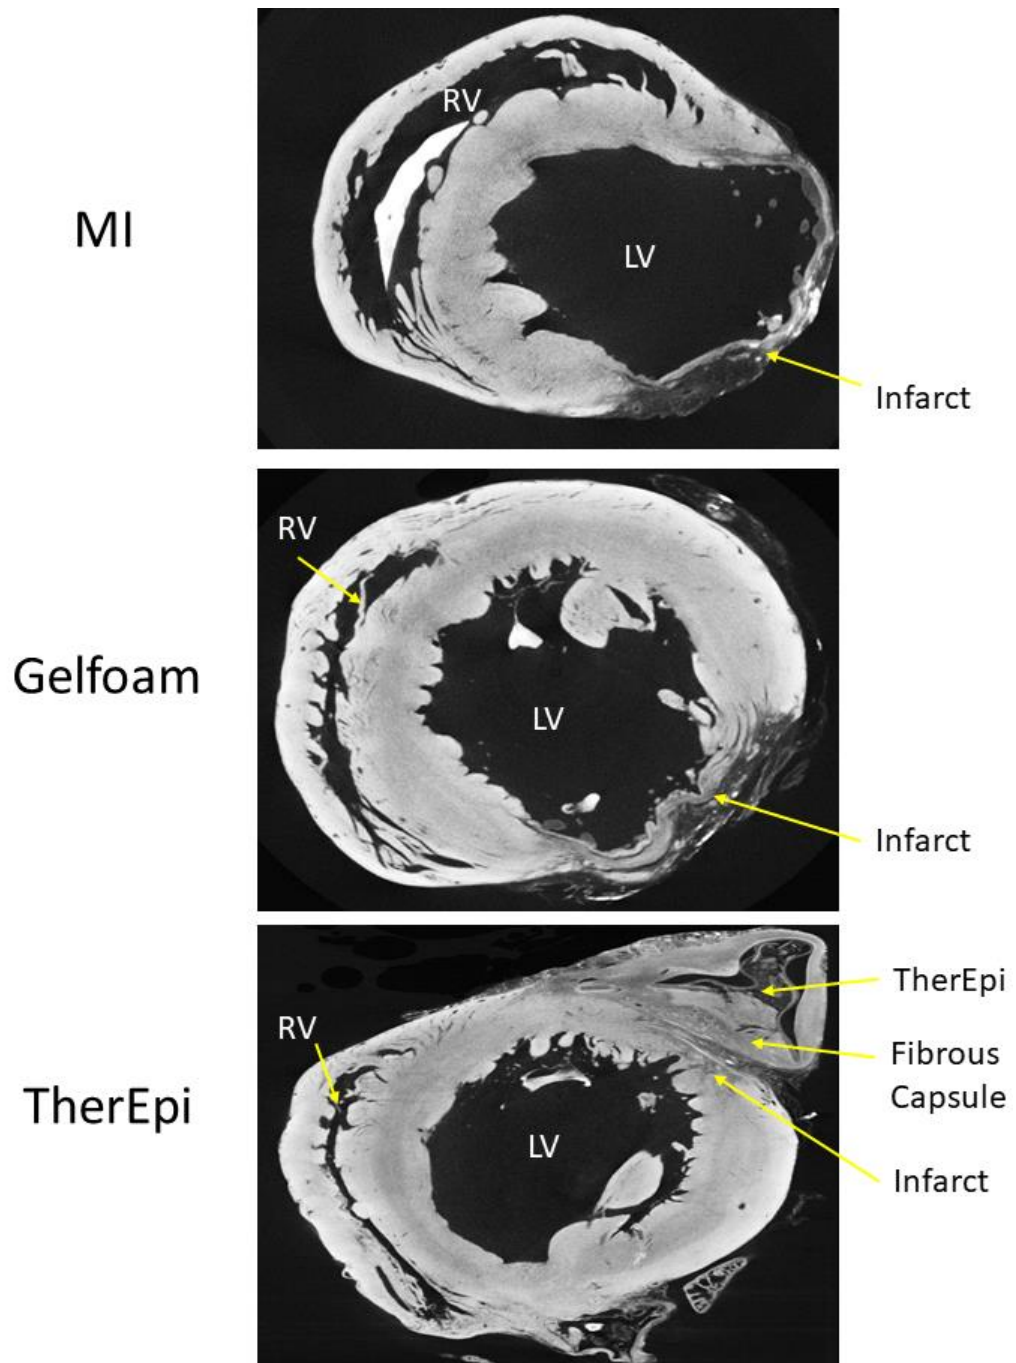 MI
RV
LV
Infarct
Gelfoam
RV
LV
Infarct
TherEpi
RV
LV
TherEpi
Fibrous
Capsule
Infarct